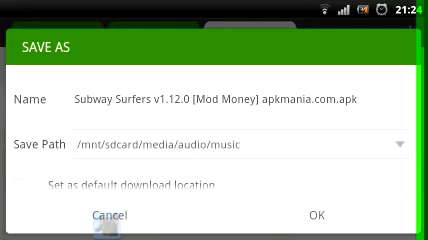 21:24
SAVE AS
Name Subway Surfers v1.12.0 [Mod Money] apkmania.com.apk
Save Path /mnt/sdcard/media/audio/music
Set as default download location
Cancel OK